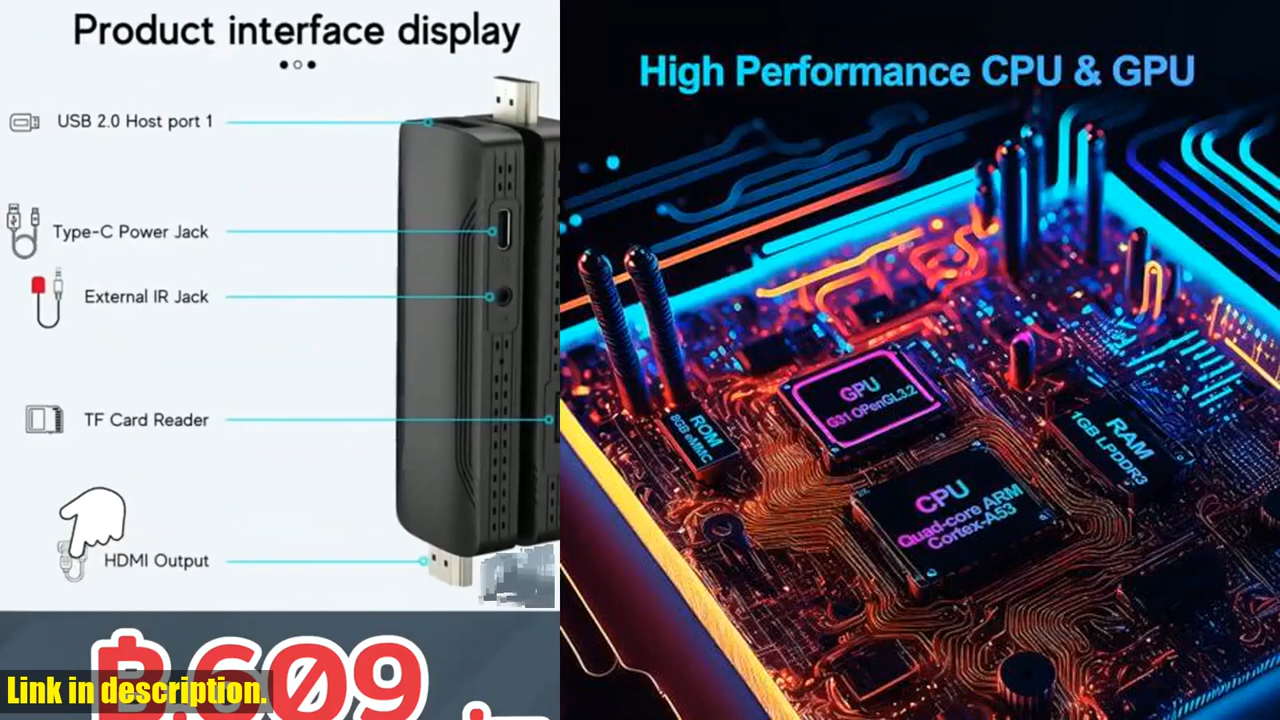 Product interface display
USB 2.0 Host port 1
Type-C Power Jack
External IR Jack
TF Card Reader
HDMI Output
฿.609
Link in description.
High Performance CPU & GPU
GPU
G31 OPenGL3.2
ROM
8GB eMMC
RAM
1GB LPDDR3
CPU
Quad-core ARM
Cortex-A53